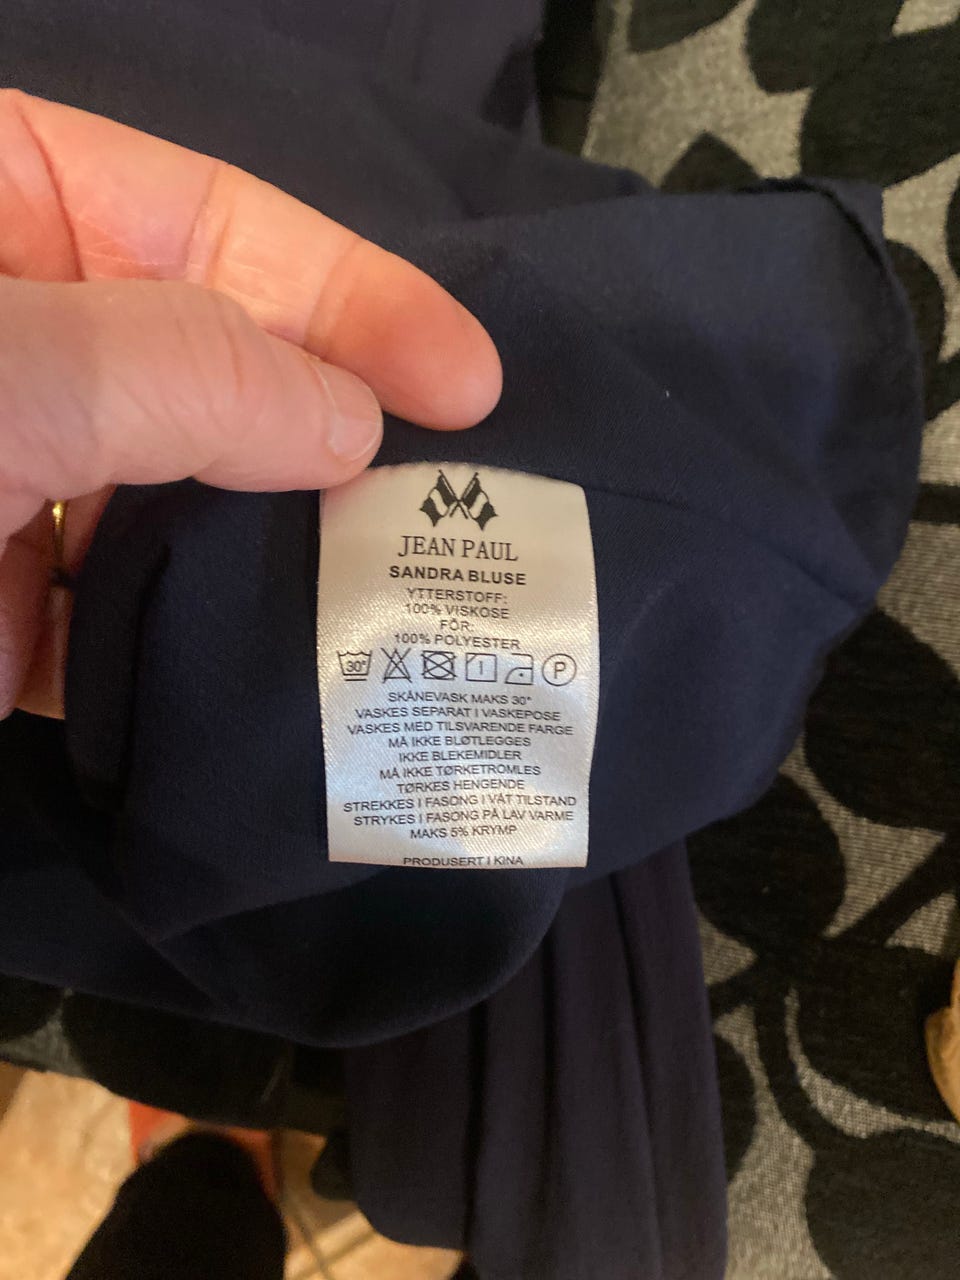 JEAN PAUL
SANDRA BLUSE
YTTERSTOFF:
100% VISKOSE
FÔR:
100% POLYESTER
30° P
SKÅNEVASK MAKS 30°
VASKES SEPARAT I VASKEPOSE
VASKES MED TILSVARENDE FARGE
MÅ IKKE BLØTLEGGES
IKKE BLEKEMIDLER
MÅ IKKE TØRKETROMLES
TØRKES HENGENDE
STREKKES I FASONG I VÅT TILSTAND
STRYKES I FASONG PÅ LAV VARME
MAKS 5% KRYMP
PRODUSERT I KINA